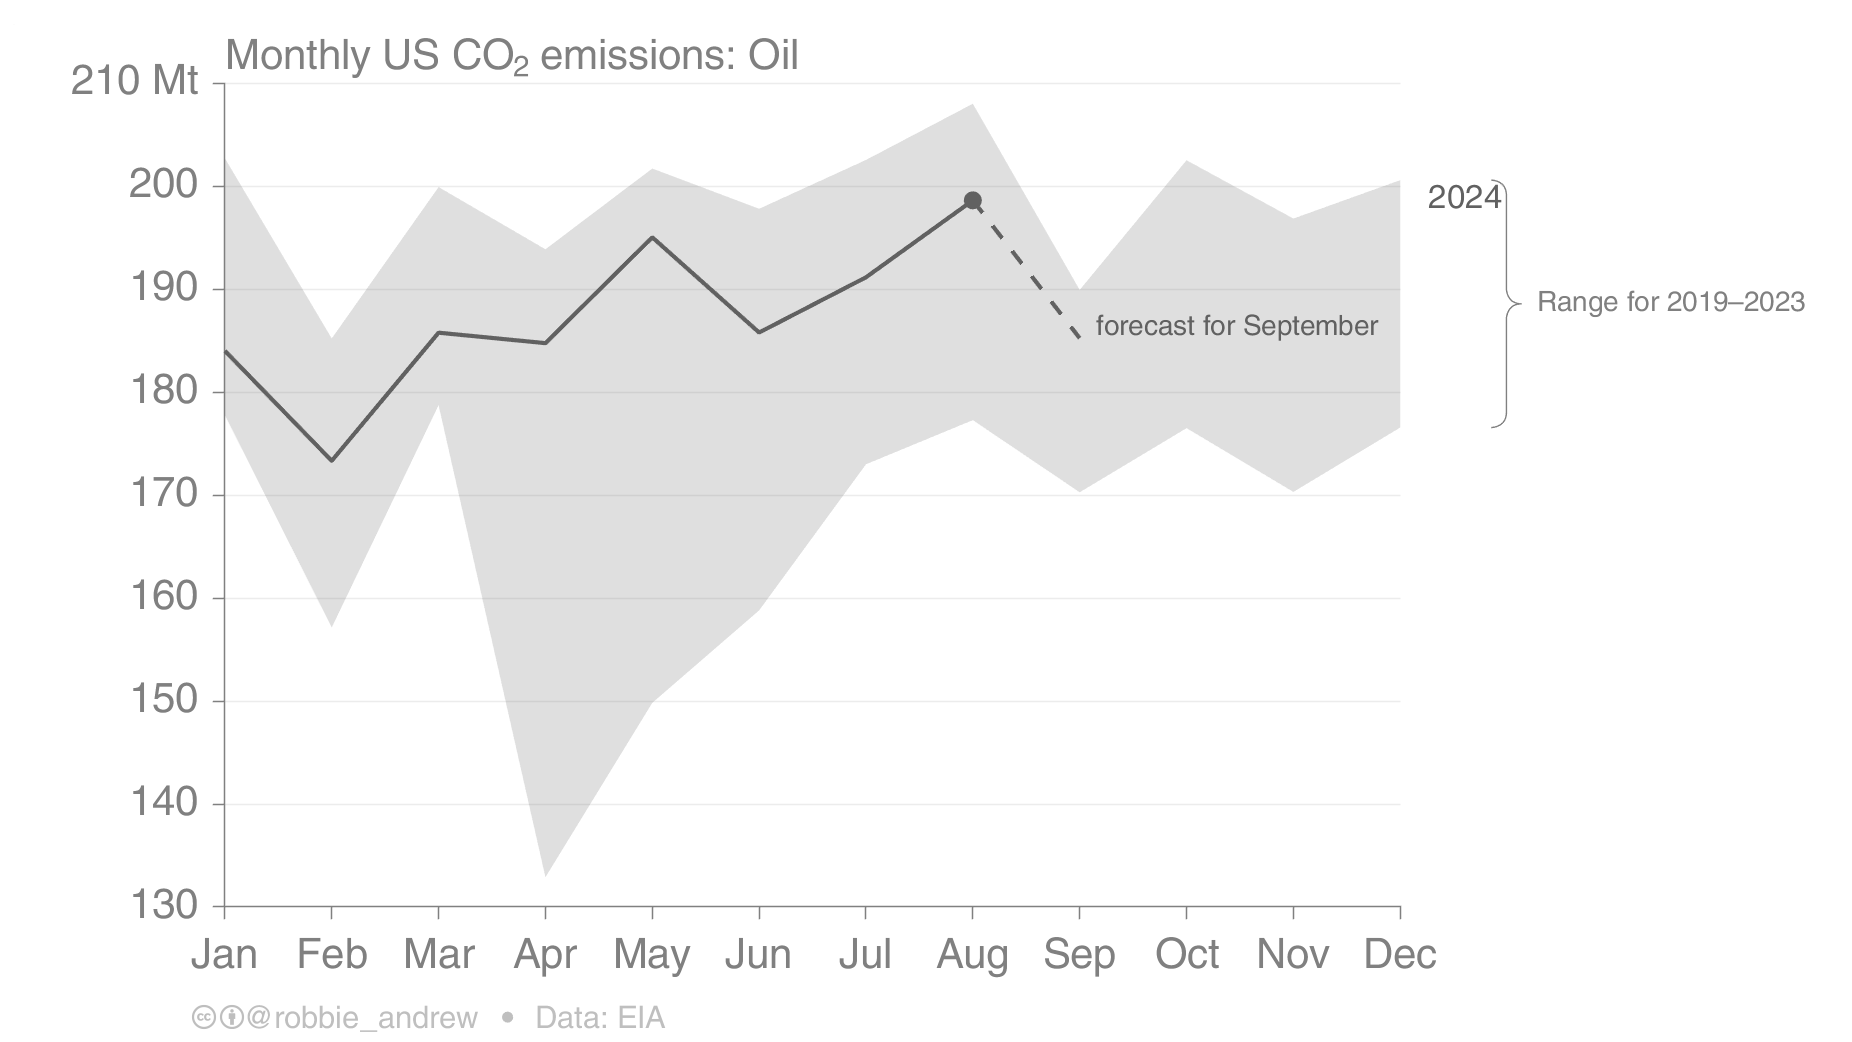 Monthly US CO₂ emissions: Oil
210 Mt
200
190
180
170
160
150
140
130
2024
Range for 2019–2023
forecast for September
Jan Feb Mar Apr May Jun Jul Aug Sep Oct Nov Dec
@robbie_andrew • Data: EIA